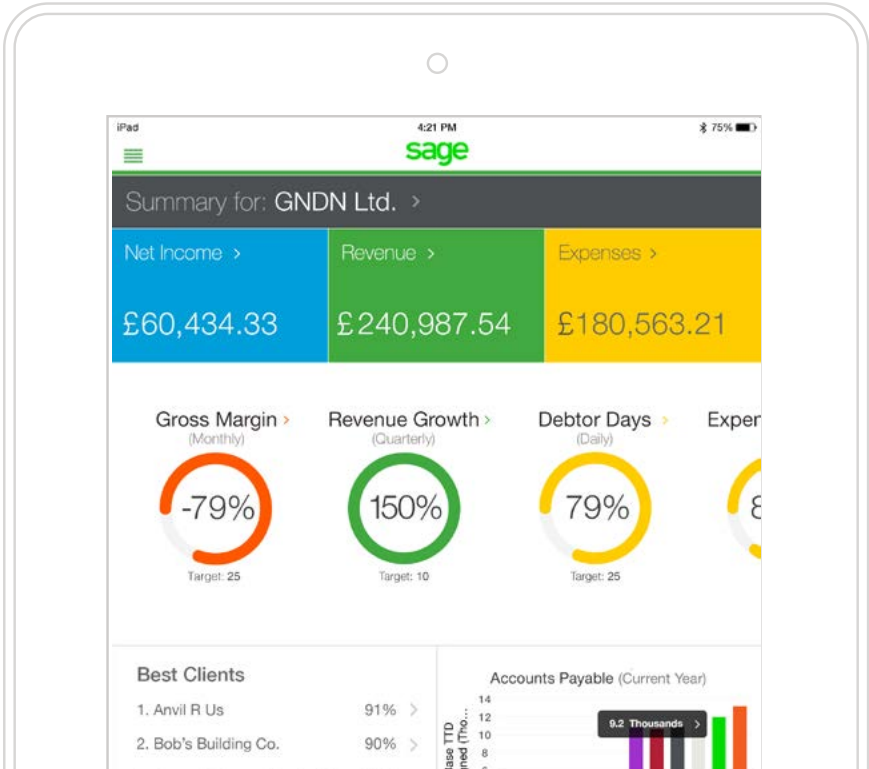 iPad 4:21 PM 75%
sage
Summary for: GNDN Ltd. >
Net Income > Revenue > Expenses >
£60,434.33 £240,987.54 £180,563.21
Gross Margin > Revenue Growth > Debtor Days > Exper
(Monthly) (Quarterly) (Daily)
-79% 150% 79% 8
Target: 25 Target: 10 Target: 25
Best Clients
1. Anvil R Us 91% >
2. Bob's Building Co. 90% >
Accounts Payable (Current Year)
14
12
10
8
9.2 Thousands >